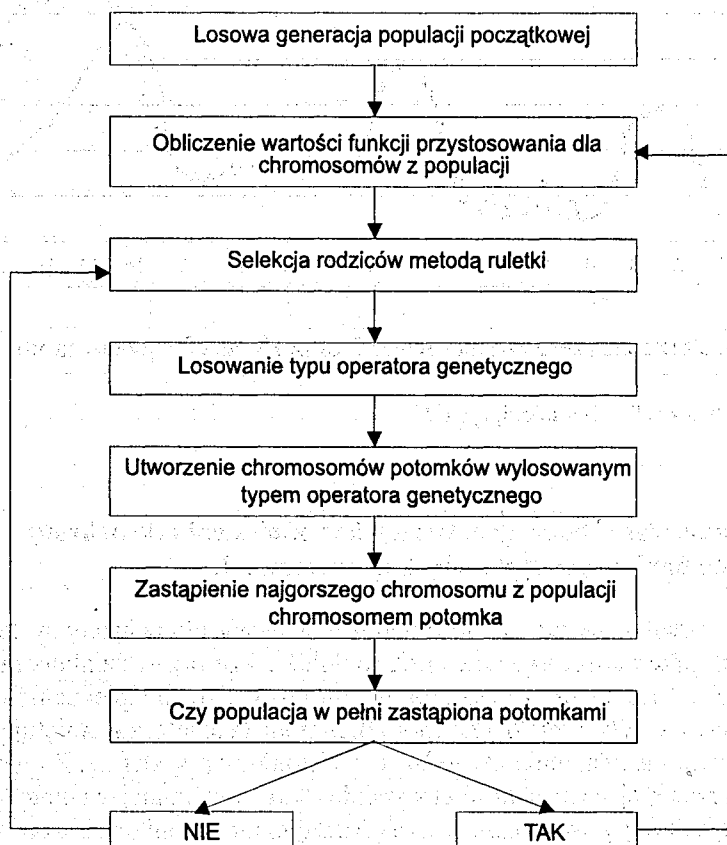 Losowa generacja populacji początkowej
Obliczenie wartości funkcji przystosowania dla
chromosomów z populacji
Selekcja rodziców metodą ruletki
Losowanie typu operatora genetycznego
Utworzenie chromosomów potomków wylosowanym
typem operatora genetycznego
Zastąpienie najgorszego chromosomu z populacji
chromosomem potomka
Czy populacja w pełni zastąpiona potomkami
NIE
TAK